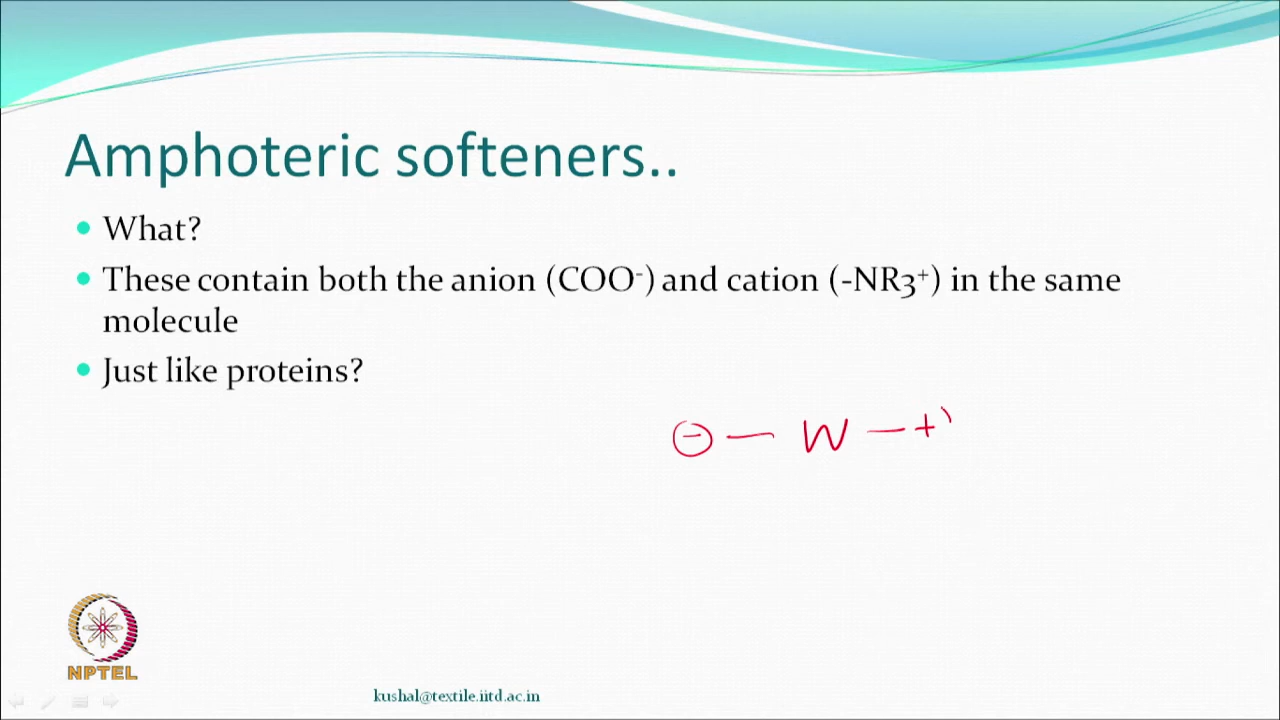 Amphoteric softeners..
What?
These contain both the anion (COO⁻) and cation (-NR3⁺) in the same
molecule
Just like proteins?
⊖ — W — +
NPTEL
kushal@textile.iitd.ac.in